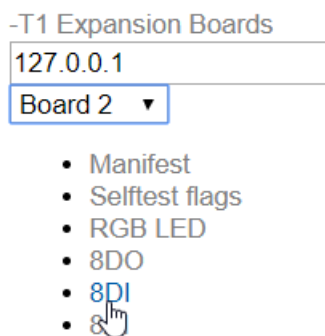 -T1 Expansion Boards
127.0.0.1
Board 2
Manifest
Selftest flags
RGB LED
8DO
8DI